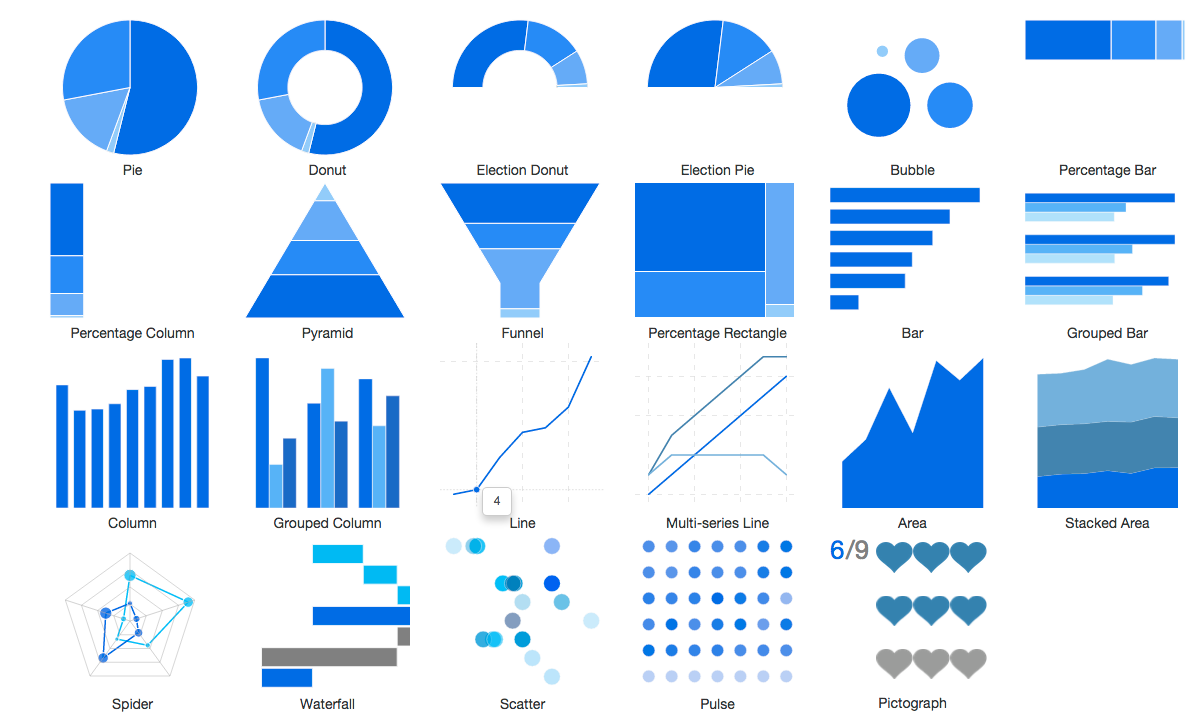 Pie
Donut
Election Donut
Election Pie
Bubble
Percentage Bar
Percentage Column
Pyramid
Funnel
Percentage Rectangle
Bar
Grouped Bar
4
Column
Grouped Column
Line
Multi-series Line
Area
Stacked Area
6/9
Spider
Waterfall
Scatter
Pulse
Pictograph